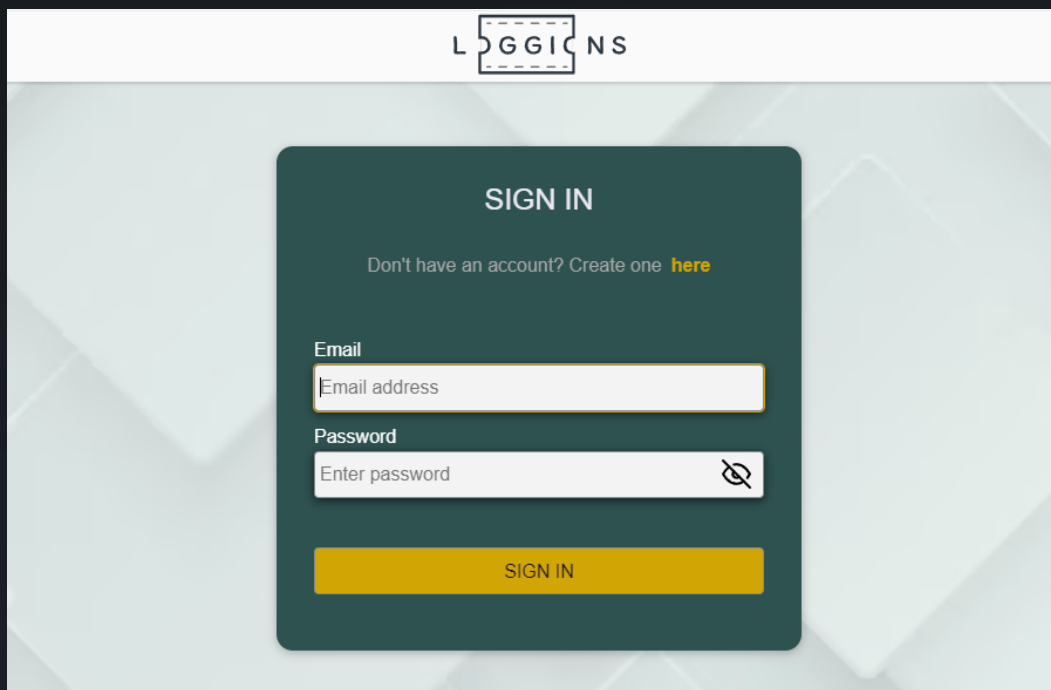 LOGGIONS
SIGN IN
Don't have an account? Create one here
Email
Email address
Password
Enter password
SIGN IN